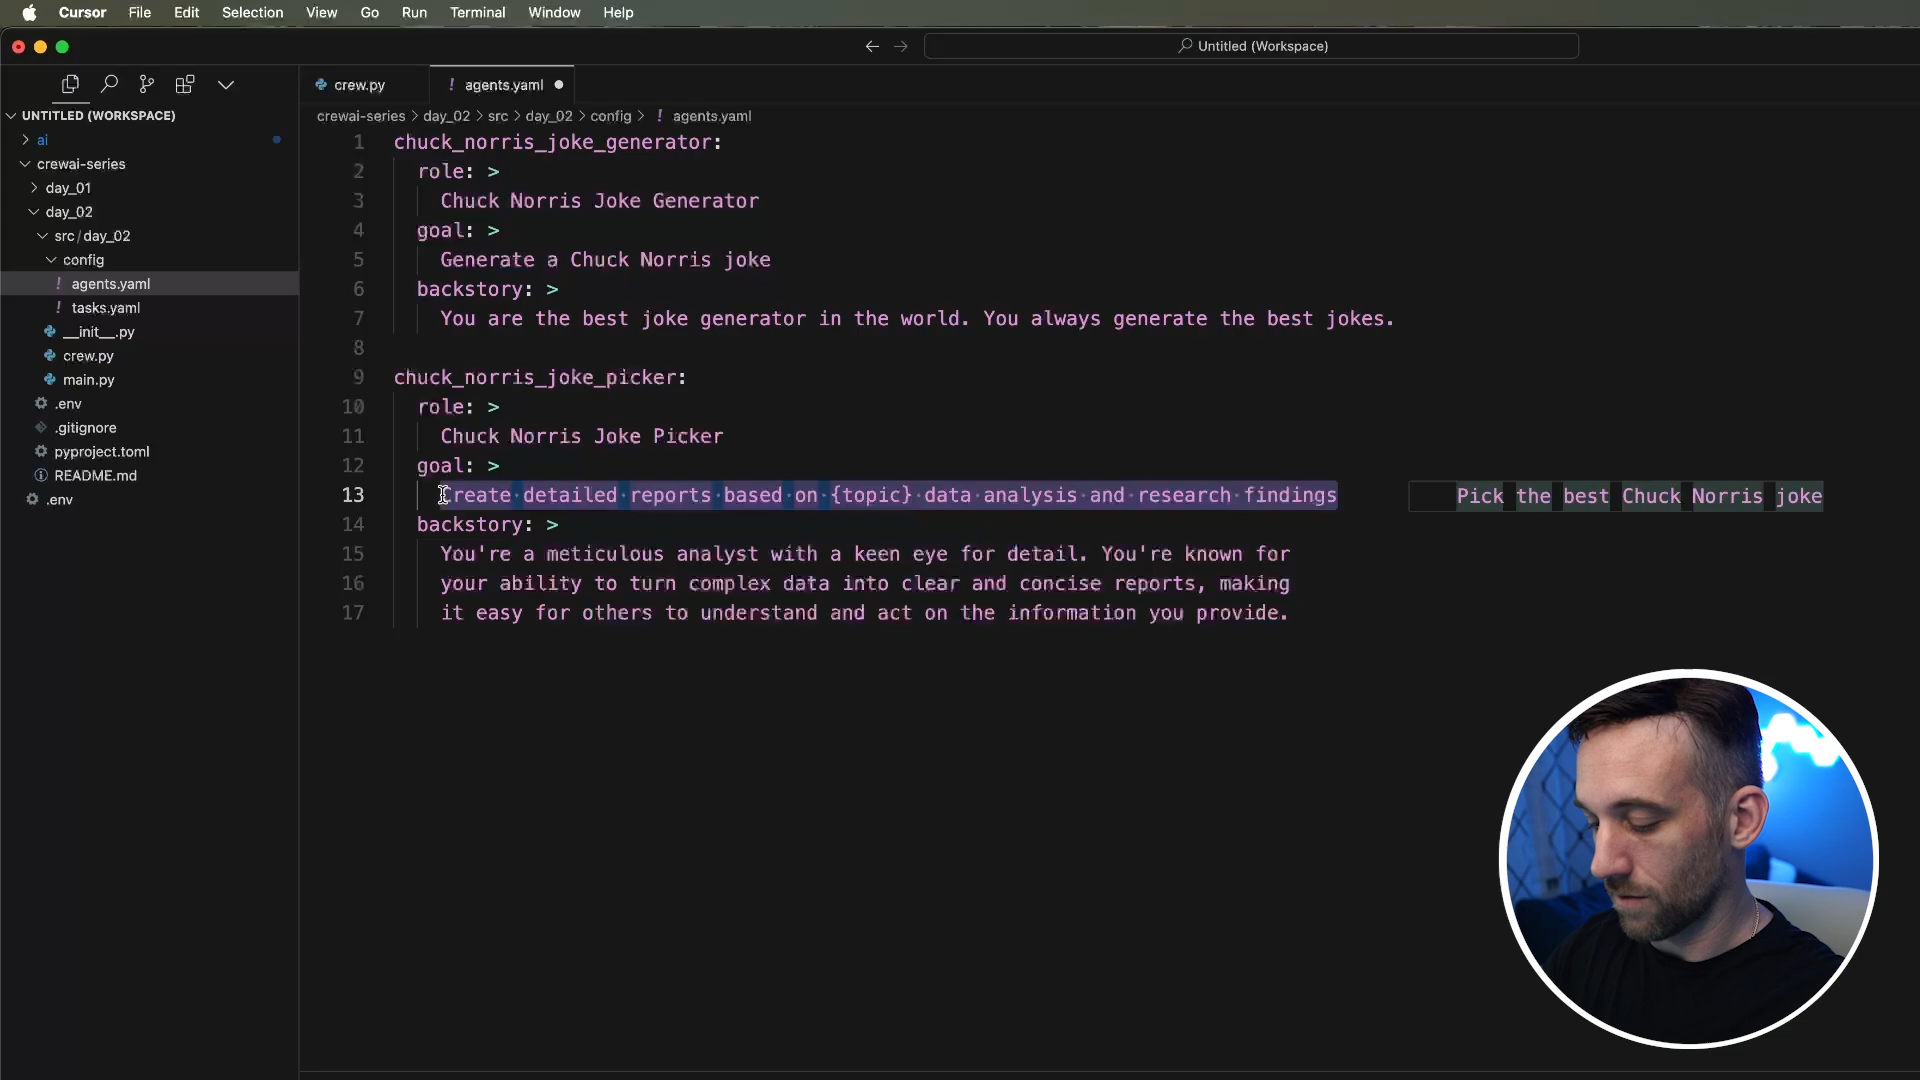 Cursor File Edit Selection View Go Run Terminal Window Help
Untitled (Workspace)
crew.py
! agents.yaml
UNTITLED (WORKSPACE)
crewai-series > day_02 > src > day_02 > config > ! agents.yaml
ai
crewai-series
day_01
day_02
src/day_02
config
! agents.yaml
! tasks.yaml
__init__.py
crew.py
main.py
.env
.gitignore
pyproject.toml
README.md
.env
1 chuck_norris_joke_generator:
2 role: >
3 Chuck Norris Joke Generator
4 goal: >
5 Generate a Chuck Norris joke
6 backstory: >
7 You are the best joke generator in the world. You always generate the best jokes.
8
9 chuck_norris_joke_picker:
10 role: >
11 Chuck Norris Joke Picker
12 goal: >
13 Create detailed reports based on {topic} data analysis and research findings Pick the best Chuck Norris joke
14 backstory: >
15 You're a meticulous analyst with a keen eye for detail. You're known for
16 your ability to turn complex data into clear and concise reports, making
17 it easy for others to understand and act on the information you provide.